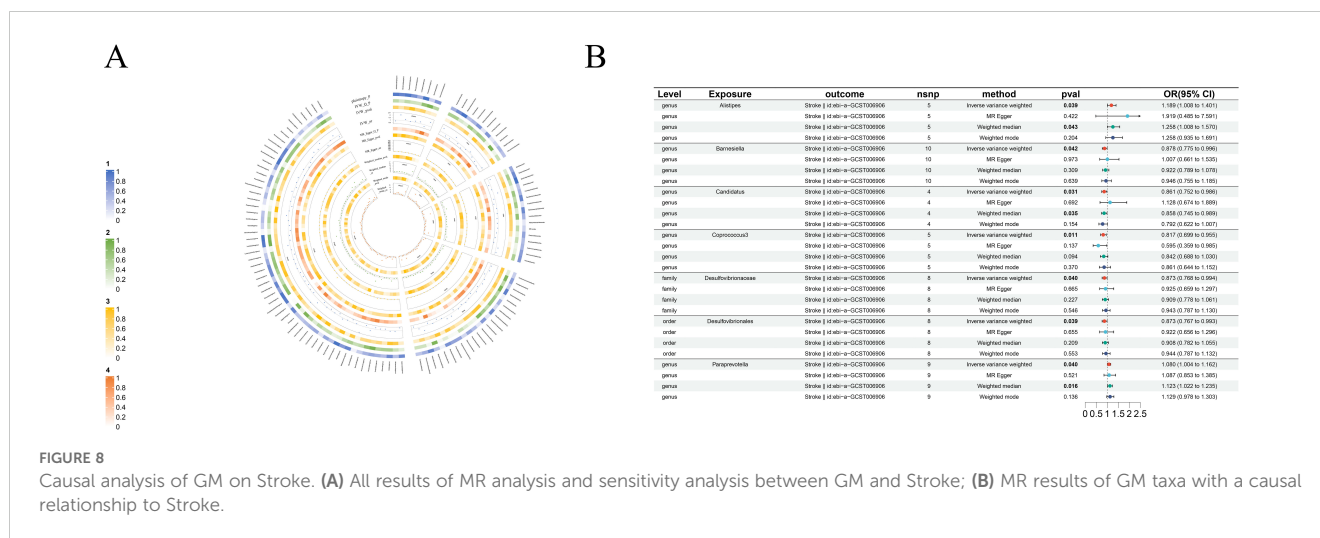 A
B
1
1
0.8
0.6
0.4
0.2
0
2
1
0.8
0.6
0.4
0.2
0
3
1
0.8
0.6
0.4
0.2
0
4
1
0.8
0.6
0.4
0.2
0
Level Exposure outcome nsnp method pval OR(95% CI)
genus Alistipes Stroke || id:ebi-a-GCST006906 5 Inverse variance weighted 0.039 1.189 (1.008 to 1.401)
genus Stroke || id:ebi-a-GCST006906 5 MR Egger 0.422 1.919 (0.485 to 7.591)
genus Stroke || id:ebi-a-GCST006906 5 Weighted median 0.043 1.258 (1.008 to 1.570)
genus Stroke || id:ebi-a-GCST006906 5 Weighted mode 0.204 1.258 (0.935 to 1.691)
genus Barnesiella Stroke || id:ebi-a-GCST006906 10 Inverse variance weighted 0.042 0.878 (0.775 to 0.996)
genus Stroke || id:ebi-a-GCST006906 10 MR Egger 0.973 1.007 (0.661 to 1.535)
genus Stroke || id:ebi-a-GCST006906 10 Weighted median 0.309 0.922 (0.789 to 1.078)
genus Stroke || id:ebi-a-GCST006906 10 Weighted mode 0.639 0.946 (0.755 to 1.185)
genus Candidatus Stroke || id:ebi-a-GCST006906 4 Inverse variance weighted 0.031 0.861 (0.752 to 0.986)
genus Stroke || id:ebi-a-GCST006906 4 MR Egger 0.692 1.128 (0.674 to 1.889)
genus Stroke || id:ebi-a-GCST006906 4 Weighted median 0.035 0.858 (0.745 to 0.989)
genus Stroke || id:ebi-a-GCST006906 4 Weighted mode 0.154 0.792 (0.622 to 1.007)
genus Coprococcus3 Stroke || id:ebi-a-GCST006906 5 Inverse variance weighted 0.011 0.817 (0.699 to 0.955)
genus Stroke || id:ebi-a-GCST006906 5 MR Egger 0.137 0.595 (0.359 to 0.985)
genus Stroke || id:ebi-a-GCST006906 5 Weighted median 0.094 0.842 (0.688 to 1.030)
genus Stroke || id:ebi-a-GCST006906 5 Weighted mode 0.370 0.861 (0.644 to 1.152)
family Desulfovibrionaceae Stroke || id:ebi-a-GCST006906 8 Inverse variance weighted 0.040 0.873 (0.768 to 0.994)
family Stroke || id:ebi-a-GCST006906 8 MR Egger 0.665 0.925 (0.659 to 1.297)
family Stroke || id:ebi-a-GCST006906 8 Weighted median 0.227 0.909 (0.778 to 1.061)
family Stroke || id:ebi-a-GCST006906 8 Weighted mode 0.546 0.943 (0.787 to 1.130)
order Desulfovibrionales Stroke || id:ebi-a-GCST006906 8 Inverse variance weighted 0.039 0.873 (0.767 to 0.993)
order Stroke || id:ebi-a-GCST006906 8 MR Egger 0.655 0.922 (0.656 to 1.296)
order Stroke || id:ebi-a-GCST006906 8 Weighted median 0.209 0.908 (0.782 to 1.055)
order Stroke || id:ebi-a-GCST006906 8 Weighted mode 0.553 0.944 (0.787 to 1.132)
genus Paraprevotella Stroke || id:ebi-a-GCST006906 9 Inverse variance weighted 0.040 1.080 (1.004 to 1.162)
genus Stroke || id:ebi-a-GCST006906 9 MR Egger 0.521 1.087 (0.853 to 1.385)
genus Stroke || id:ebi-a-GCST006906 9 Weighted median 0.016 1.123 (1.022 to 1.235)
genus Stroke || id:ebi-a-GCST006906 9 Weighted mode 0.136 1.129 (0.978 to 1.303)
0 0.5 1 1.5 2 2.5
FIGURE 8
Causal analysis of GM on Stroke. (A) All results of MR analysis and sensitivity analysis between GM and Stroke; (B) MR results of GM taxa with a causal
relationship to Stroke.